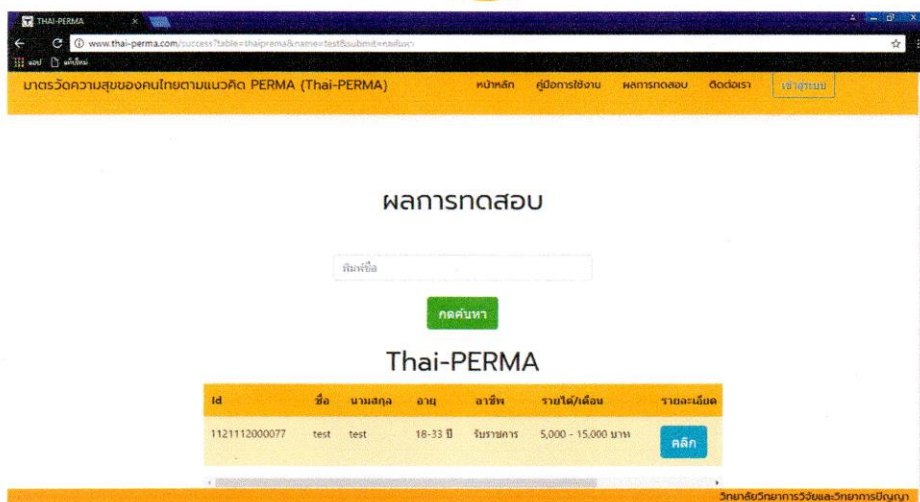 THAI-PERMA
www.thai-perma.com/success?table=thaiprema&name=test&submit=กดค้นหา
แอป แท็บใหม่
มาตรวัดความสุขของคนไทยตามแนวคิด PERMA (Thai-PERMA) หน้าหลัก คู่มือการใช้งาน ผลการทดสอบ ติดต่อเรา เข้าสู่ระบบ
ผลการทดสอบ
พิมพ์ชื่อ
กดค้นหา
Thai-PERMA
Id ชื่อ นามสกุล อายุ อาชีพ รายได้/เดือน รายละเอียด
1121112000077 test test 18-33 ปี รับราชการ 5,000 - 15,000 บาท คลิก
วิทยาลัยวิทยาการวิจัยและวิทยาการปัญญา